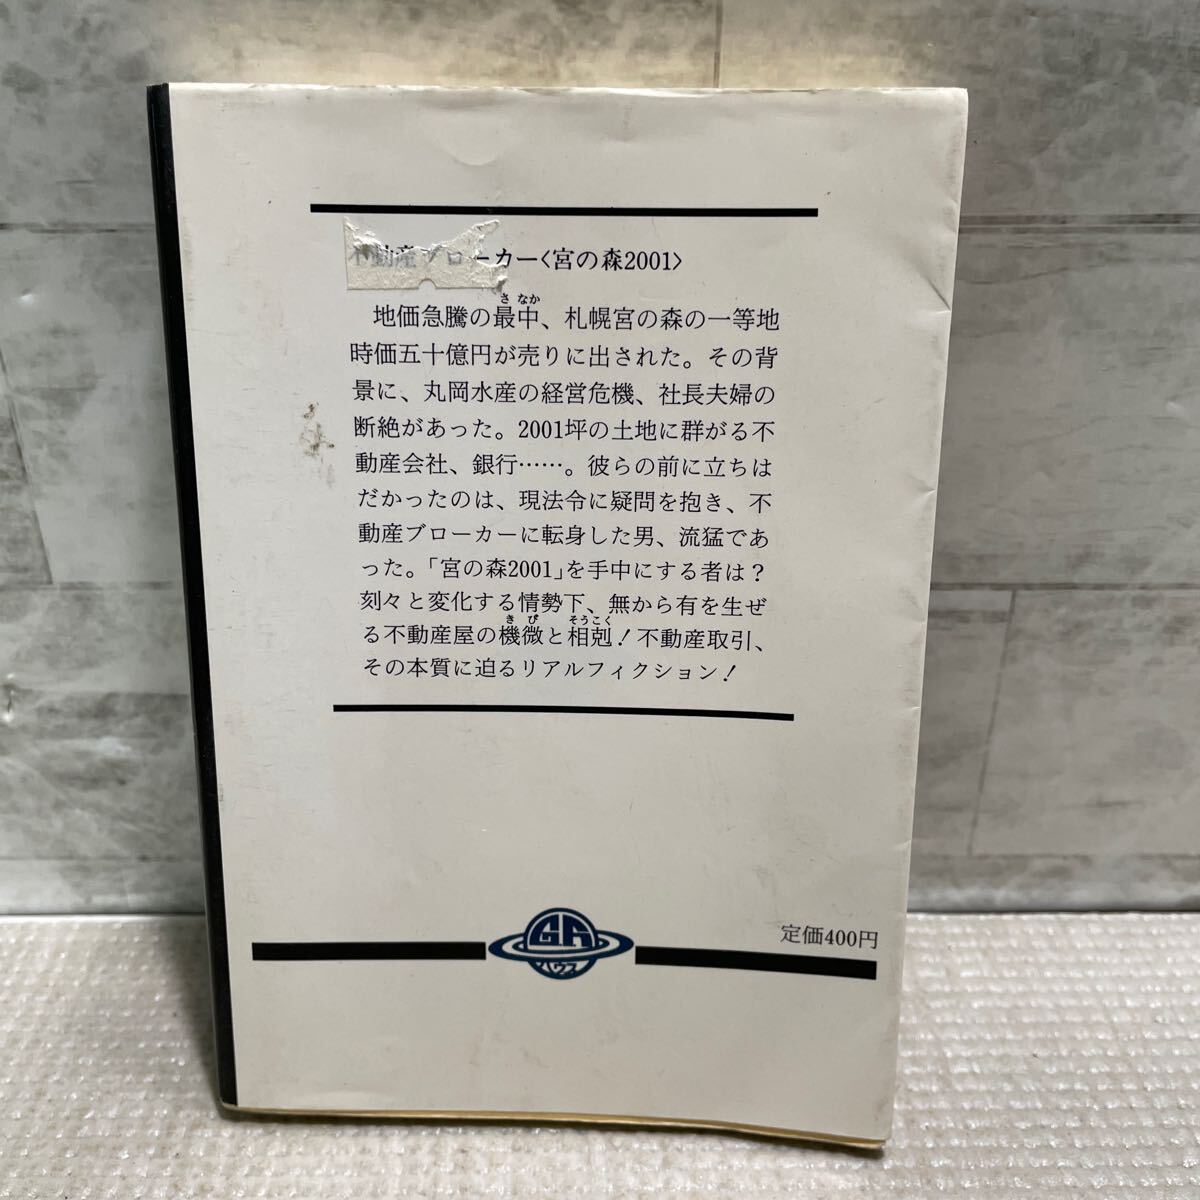 不動産ブローカー〈宮の森2001〉
さなか
地価急騰の最中、札幌宮の森の一等地
時価五十億円が売りに出された。その背
景に、丸岡水産の経営危機、社長夫婦の
断絶があった。2001坪の土地に群がる不
動産会社、銀行……。彼らの前に立ちは
だかったのは、現法令に疑問を抱き、不
動産ブローカーに転身した男、流猛であ
った。「宮の森2001」を手中にする者は？
刻々と変化する情勢下、無から有を生ぜ
きび そうこく
る不動産屋の機微と相剋！不動産取引、
その本質に迫るリアルフィクション！
定価400円
GA
ハウス